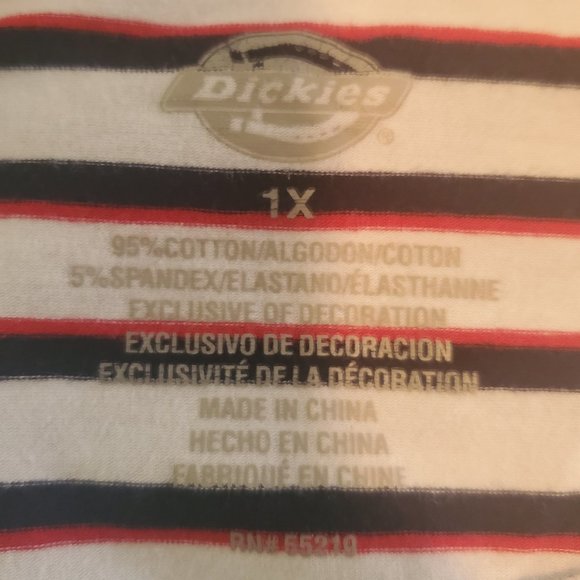 Dickies
®
1X
95%COTTON/ALGODON/COTON
5%SPANDEX/ELASTANO/ÉLASTHANNE
EXCLUSIVE OF DECORATION
EXCLUSIVO DE DECORACION
EXCLUSIVITÉ DE LA DÉCORATION
MADE IN CHINA
HECHO EN CHINA
FABRIQUÉ EN CHINE
RN# 55219